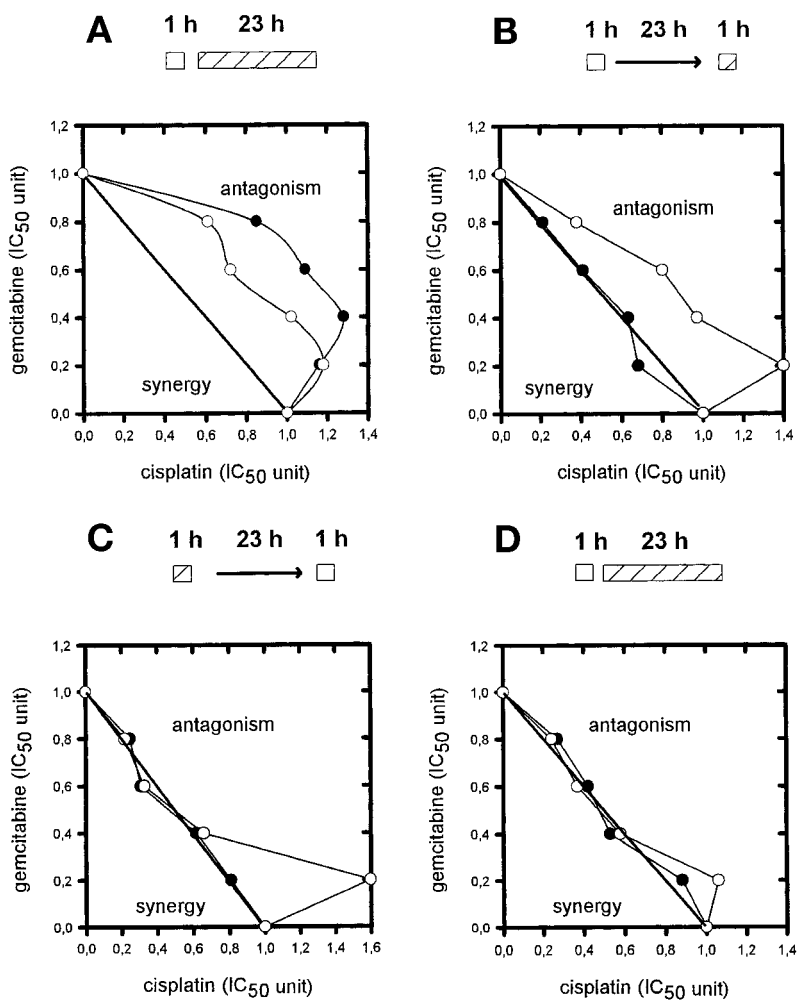 A
1 h 23 h
1,2
1,0
0,8
0,6
0,4
0,2
0,0
gemcitabine (IC50 unit)
antagonism
synergy
0,0 0,2 0,4 0,6 0,8 1,0 1,2 1,4
cisplatin (IC50 unit)
B
1 h 23 h 1 h
1,2
1,0
0,8
0,6
0,4
0,2
0,0
gemcitabine (IC50 unit)
antagonism
synergy
0,0 0,2 0,4 0,6 0,8 1,0 1,2 1,4
cisplatin (IC50 unit)
C
1 h 23 h 1 h
1,2
1,0
0,8
0,6
0,4
0,2
0,0
gemcitabine (IC50 unit)
antagonism
synergy
0,0 0,2 0,4 0,6 0,8 1,0 1,2 1,4 1,6
cisplatin (IC50 unit)
D
1 h 23 h
1,2
1,0
0,8
0,6
0,4
0,2
0,0
gemcitabine (IC50 unit)
antagonism
synergy
0,0 0,2 0,4 0,6 0,8 1,0 1,2 1,4
cisplatin (IC50 unit)